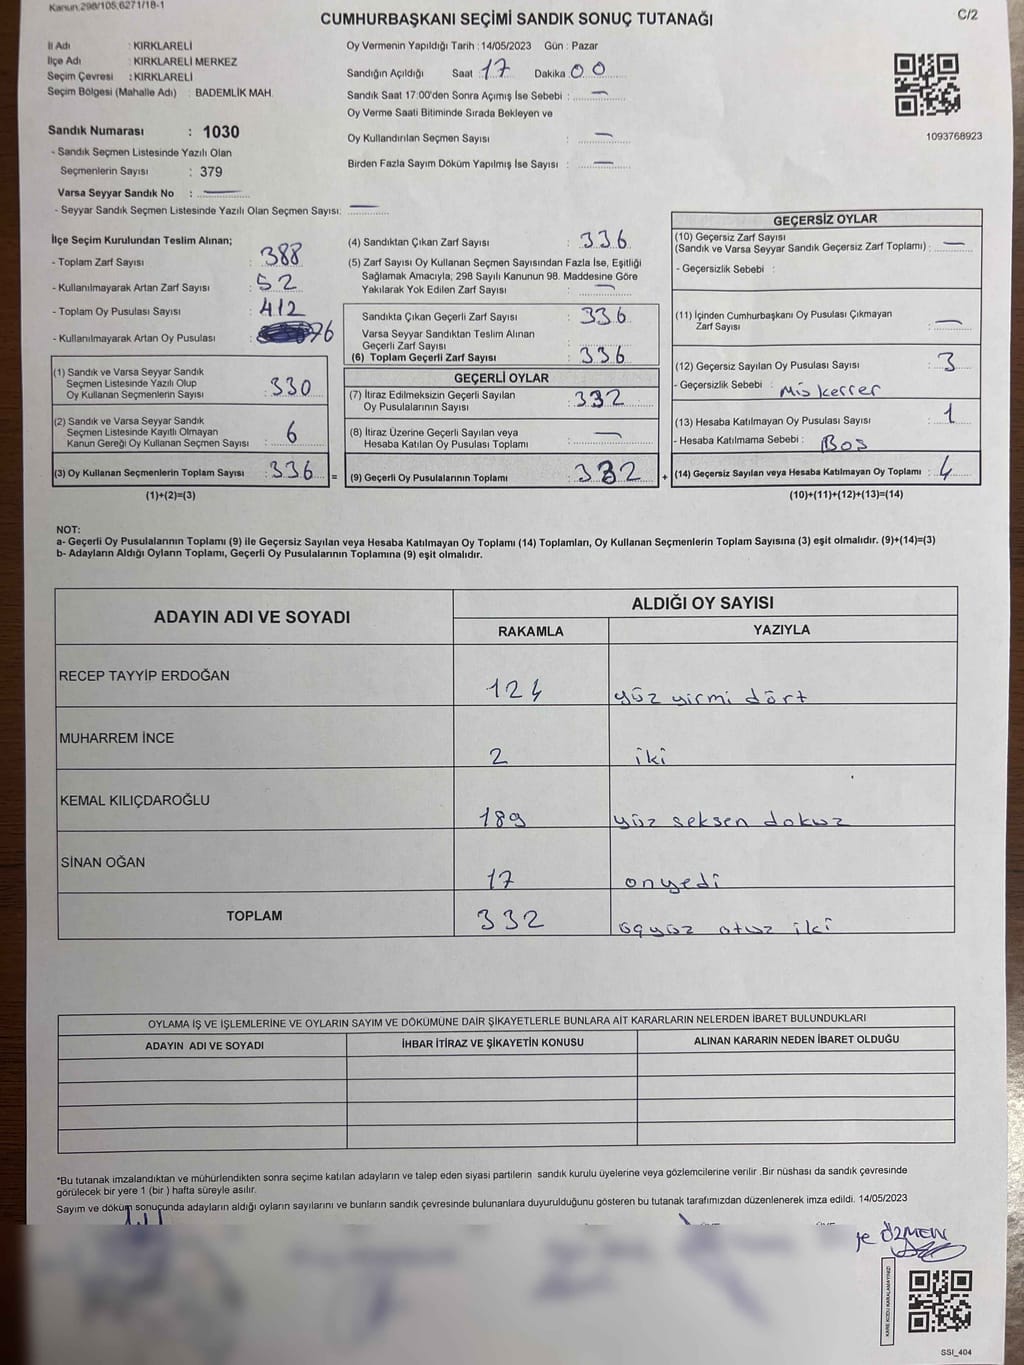 Kanun.298/105,6271/18-1
CUMHURBAŞKANI SEÇİMİ SANDIK SONUÇ TUTANAĞI
C/2
İl Adı : KIRKLARELİ
İlçe Adı : KIRKLARELİ MERKEZ
Seçim Çevresi : KIRKLARELİ
Seçim Bölgesi (Mahalle Adı) : BADEMLİK MAH.
Sandık Numarası : 1030
- Sandık Seçmen Listesinde Yazılı Olan
Seçmenlerin Sayısı : 379
Varsa Seyyar Sandık No : —
- Seyyar Sandık Seçmen Listesinde Yazılı Olan Seçmen Sayısı: —
Oy Vermenin Yapıldığı Tarih : 14/05/2023 Gün : Pazar
Sandığın Açıldığı Saat : 17 Dakika 00
Sandık Saat 17:00'den Sonra Açımış İse Sebebi : —
Oy Verme Saati Bitiminde Sırada Bekleyen ve
Oy Kullandırılan Seçmen Sayısı : —
Birden Fazla Sayım Döküm Yapılmış İse Sayısı : —
1093768923
İlçe Seçim Kurulundan Teslim Alınan;
- Toplam Zarf Sayısı : 388
- Kullanılmayarak Artan Zarf Sayısı : 52
- Toplam Oy Pusulası Sayısı : 412
- Kullanılmayarak Artan Oy Pusulası : 76
(1) Sandık ve Varsa Seyyar Sandık
Seçmen Listesinde Yazılı Olup
Oy Kullanan Seçmenlerin Sayısı : 330
(2) Sandık ve Varsa Seyyar Sandık
Seçmen Listesinde Kayıtlı Olmayan
Kanun Gereği Oy Kullanan Seçmen Sayısı : 6
(3) Oy Kullanan Seçmenlerin Toplam Sayısı : 336 =
(1)+(2)=(3)
(4) Sandıktan Çıkan Zarf Sayısı : 336
(5) Zarf Sayısı Oy Kullanan Seçmen Sayısından Fazla İse, Eşitliği
Sağlamak Amacıyla, 298 Sayılı Kanunun 98. Maddesine Göre
Yakılarak Yok Edilen Zarf Sayısı : —
Sandıkta Çıkan Geçerli Zarf Sayısı : 336
Varsa Seyyar Sandıktan Teslim Alınan
Geçerli Zarf Sayısı :
(6) Toplam Geçerli Zarf Sayısı : 336
GEÇERLİ OYLAR
(7) İtiraz Edilmeksizin Geçerli Sayılan
Oy Pusulalarının Sayısı : 332
(8) İtiraz Üzerine Geçerli Sayılan veya
Hesaba Katılan Oy Pusulası Toplamı : —
(9) Geçerli Oy Pusulalarının Toplamı : 332 +
GEÇERSİZ OYLAR
(10) Geçersiz Zarf Sayısı
(Sandık ve Varsa Seyyar Sandık Geçersiz Zarf Toplamı) : —
- Geçersizlik Sebebi :
(11) İçinden Cumhurbaşkanı Oy Pusulası Çıkmayan
Zarf Sayısı : —
(12) Geçersiz Sayılan Oy Pusulası Sayısı : 3
- Geçersizlik Sebebi :
(13) Hesaba Katılmayan Oy Pusulası Sayısı : 1
- Hesaba Katılmama Sebebi : Boş
(14) Geçersiz Sayılan veya Hesaba Katılmayan Oy Toplamı : 4
(10)+(11)+(12)+(13)=(14)
NOT:
a- Geçerli Oy Pusulalarının Toplamı (9) ile Geçersiz Sayılan veya Hesaba Katılmayan Oy Toplamı (14) Toplamları, Oy Kullanan Seçmenlerin Toplam Sayısına (3) eşit olmalıdır. (9)+(14)=(3)
b- Adayların Aldığı Oyların Toplamı, Geçerli Oy Pusulalarının Toplamına (9) eşit olmalıdır.
ADAYIN ADI VE SOYADI
ALDIĞI OY SAYISI
RAKAMLA YAZIYLA
RECEP TAYYİP ERDOĞAN 124 yüz yirmi dört
MUHARREM İNCE 2 iki
KEMAL KILIÇDAROĞLU 189 yüz seksen dokuz
SİNAN OĞAN 17 onyedi
TOPLAM 332 üçyüz otuz iki
OYLAMA İŞ VE İŞLEMLERİNE VE OYLARIN SAYIM VE DÖKÜMÜNE DAİR ŞİKAYETLERLE BUNLARA AİT KARARLARIN NELERDEN İBARET BULUNDUKLARI
ADAYIN ADI VE SOYADI İHBAR İTİRAZ VE ŞİKAYETİN KONUSU ALINAN KARARIN NEDEN İBARET OLDUĞU
*Bu tutanak imzalandıktan ve mühürlendikten sonra seçime katılan adayların ve talep eden siyasi partilerin sandık kurulu üyelerine veya gözlemcilerine verilir .Bir nüshası da sandık çevresinde
görülecek bir yere 1 (bir ) hafta süreyle asılır.
Sayım ve döküm sonuçunda adayların aldığı oyların sayılarını ve bunların sandık çevresinde bulunanlara duyurulduğunu gösteren bu tutanak tarafımızdan düzenlenerek imza edildi. 14/05/2023
ÖZMEN
KARE KODU KARALAMAYINIZ!
SSI_404